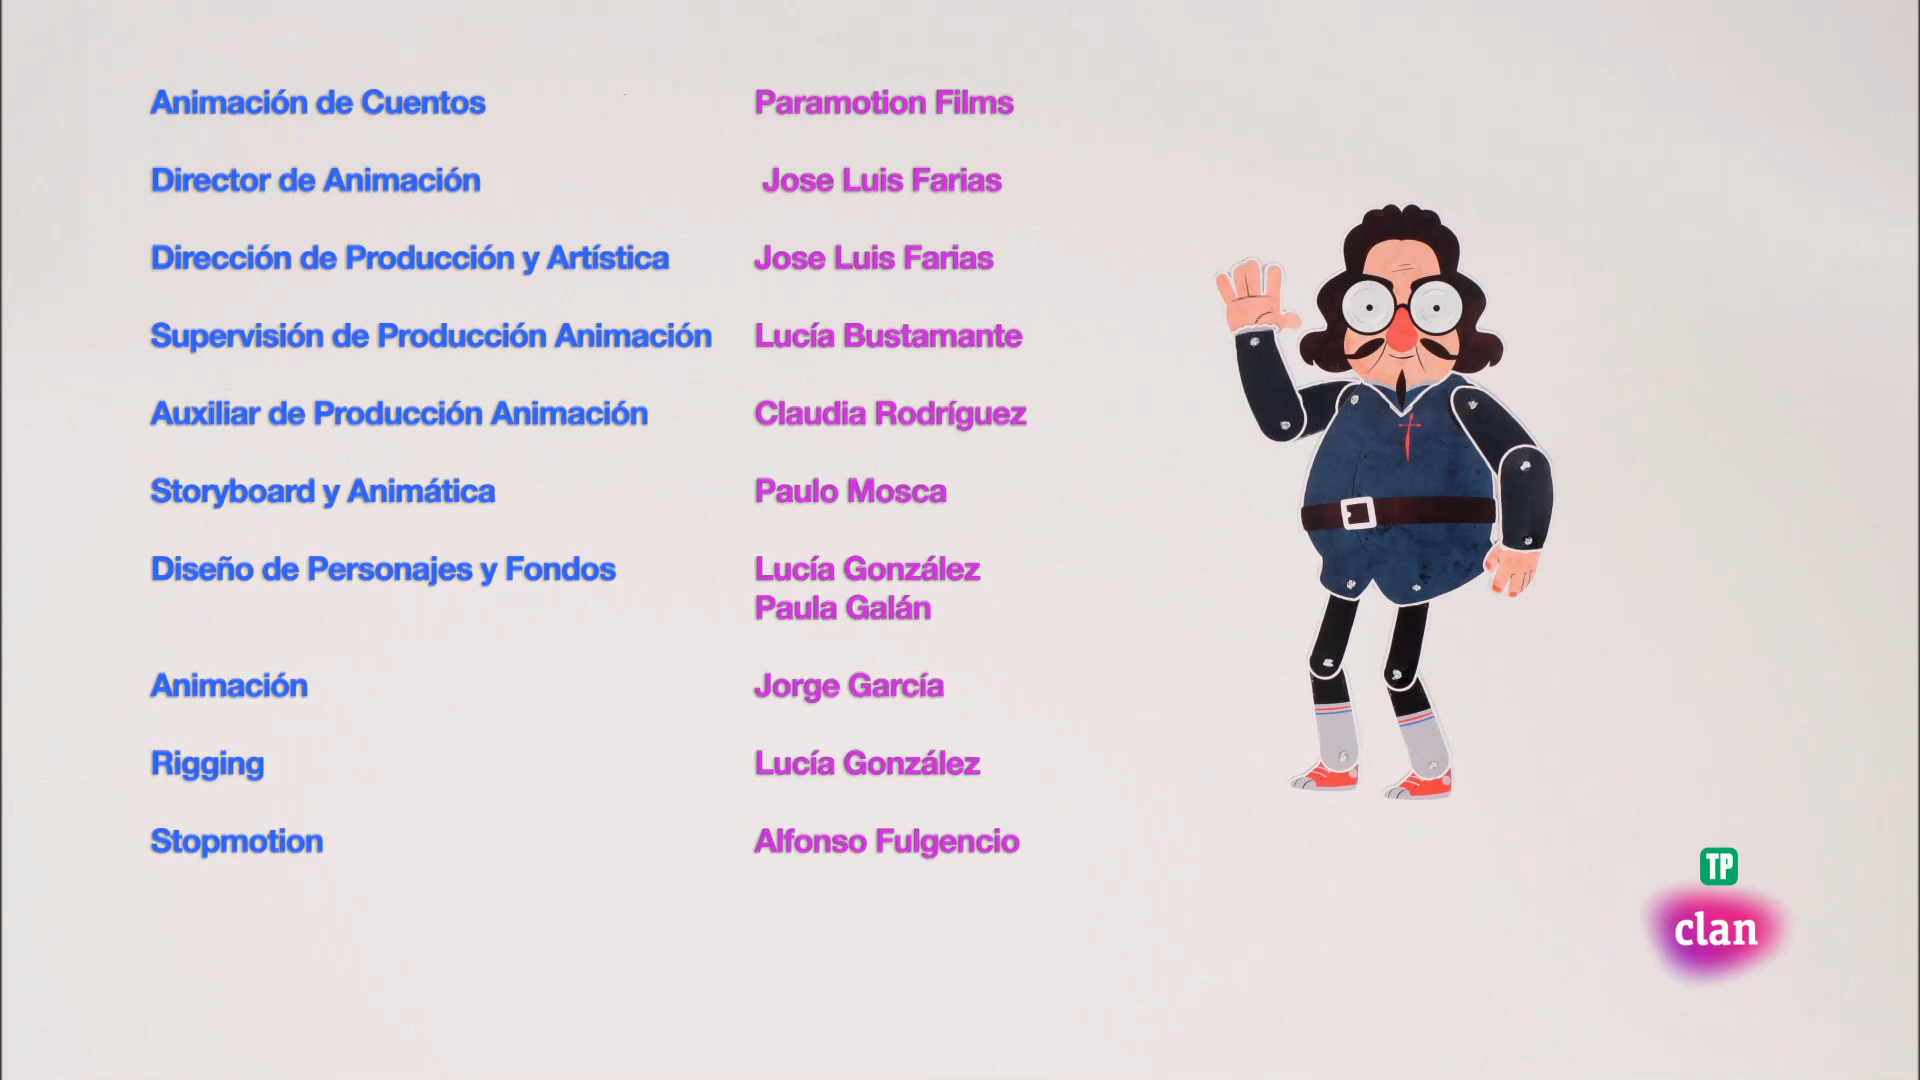 Animación de Cuentos Paramotion Films
Director de Animación Jose Luis Farias
Dirección de Producción y Artística Jose Luis Farias
Supervisión de Producción Animación Lucía Bustamante
Auxiliar de Producción Animación Claudia Rodríguez
Storyboard y Animática Paulo Mosca
Diseño de Personajes y Fondos Lucía González
Paula Galán
Animación Jorge García
Rigging Lucía González
Stopmotion Alfonso Fulgencio
TP
clan